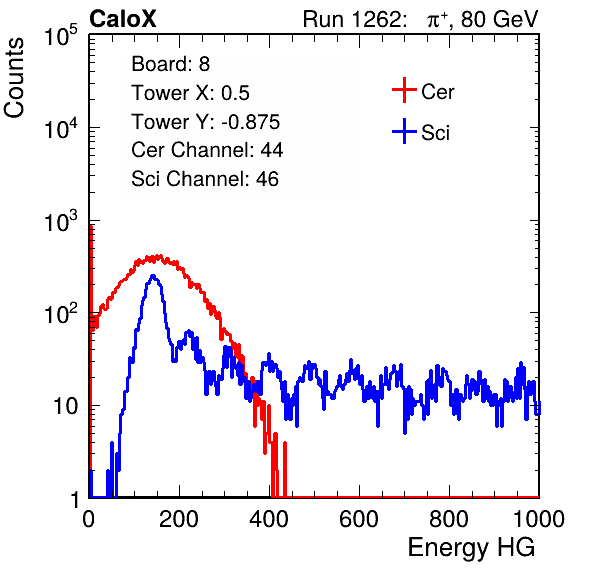 CaloX Run 1262: π⁺, 80 GeV
Counts
10⁵
10⁴
10³
10²
10
1
Board: 8
Tower X: 0.5
Tower Y: -0.875
Cer Channel: 44
Sci Channel: 46
Cer
Sci
0 200 400 600 800 1000
Energy HG